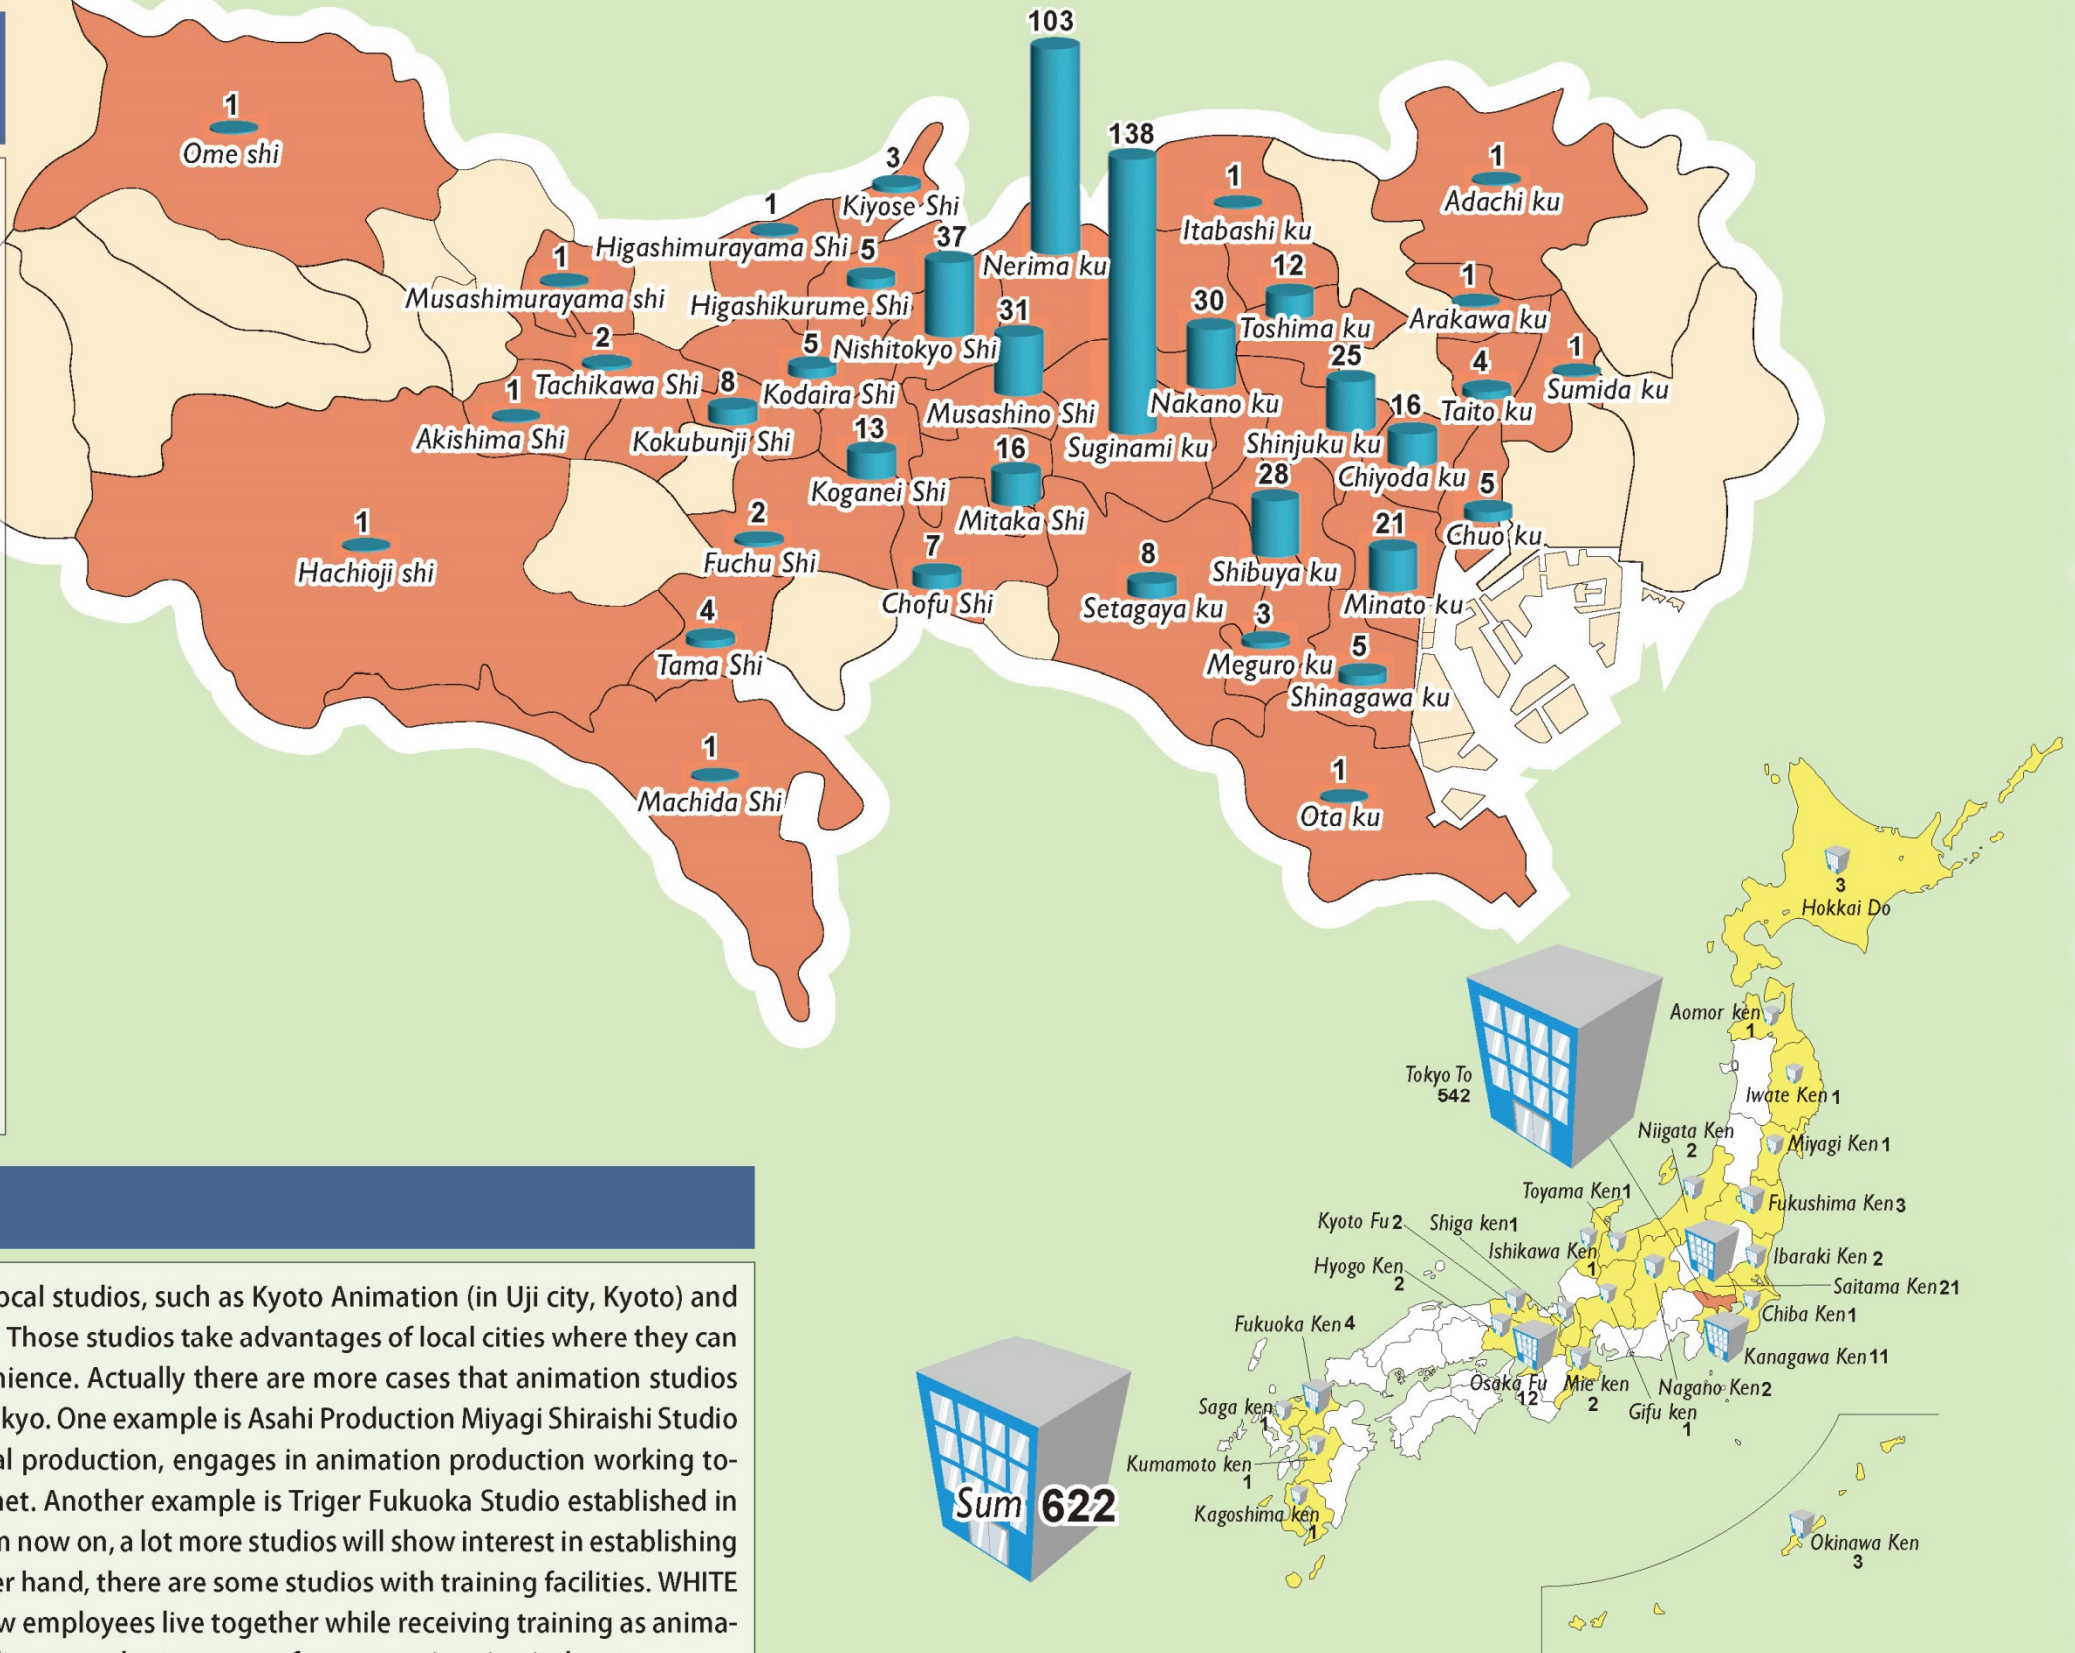 103
138
1
Ome shi
3
Kiyose Shi
1
Higashimurayama Shi
1
Itabashi ku
1
Adachi ku
1
Musashimurayama shi
5
Higashikurume Shi
37
Nishitokyo Shi
Nerima ku
31
Musashino Shi
Suginami ku
30
Nakano ku
12
Toshima ku
1
Arakawa ku
2
Tachikawa Shi
5
Kodaira Shi
25
Shinjuku ku
4
Taito ku
1
Sumida ku
1
Akishima Shi
8
Kokubunji Shi
13
Koganei Shi
16
Mitaka Shi
16
Chiyoda ku
1
Hachioji shi
2
Fuchu Shi
7
Chofu Shi
8
Setagaya ku
28
Shibuya ku
21
Minato ku
5
Chuo ku
4
Tama Shi
3
Meguro ku
5
Shinagawa ku
1
Machida Shi
1
Ota ku
3
Hokkai Do
Aomor ken
1
Tokyo To
542
Iwate Ken 1
Niigata Ken
2
Miyagi Ken 1
Toyama Ken 1
Fukushima Ken 3
Kyoto Fu 2
Shiga ken 1
Ishikawa Ken
1
Ibaraki Ken 2
Hyogo Ken
2
Saitama Ken 21
Chiba Ken 1
Fukuoka Ken 4
Kanagawa Ken 11
Osaka Fu
12
Mie ken
2
Nagano Ken 2
Gifu ken
1
Saga ken
1
Kumamoto ken
1
Kagoshima ken
1
Okinawa Ken
3
Sum 622
ocal studios, such as Kyoto Animation (in Uji city, Kyoto) and
Those studios take advantages of local cities where they can
nience. Actually there are more cases that animation studios
kyo. One example is Asahi Production Miyagi Shiraishi Studio
al production, engages in animation production working to-
net. Another example is Triger Fukuoka Studio established in
n now on, a lot more studios will show interest in establishing
er hand, there are some studios with training facilities. WHITE
w employees live together while receiving training as anima-